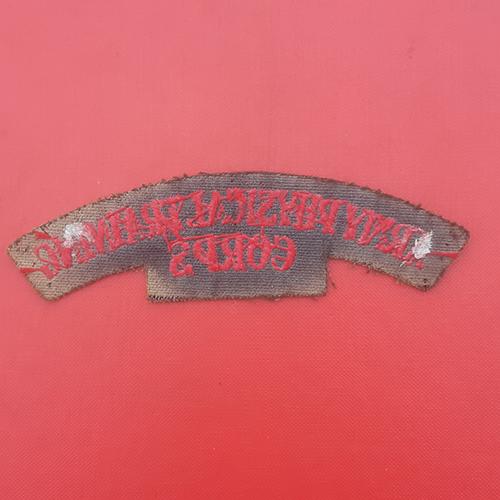 ARMY PHYSICAL TRAINING
CORPS